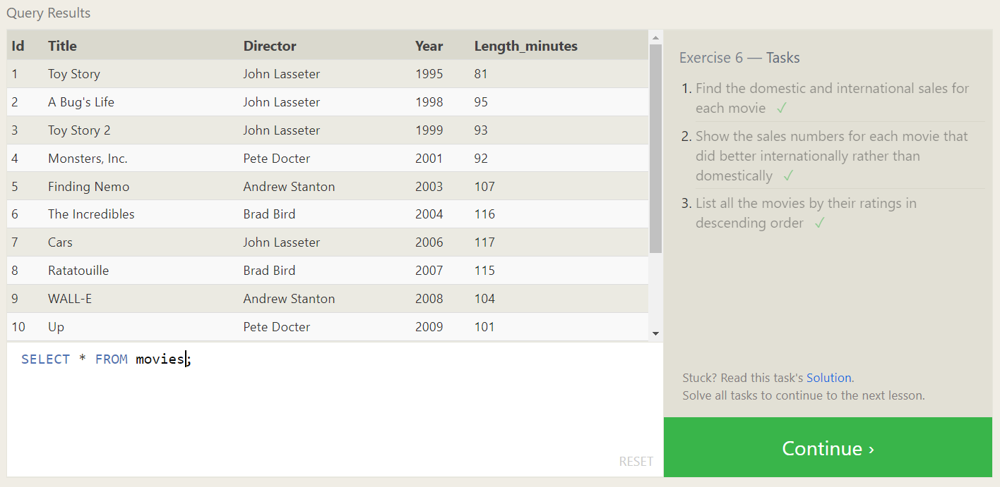 Query Results
Id Title Director Year Length_minutes
1 Toy Story John Lasseter 1995 81
2 A Bug's Life John Lasseter 1998 95
3 Toy Story 2 John Lasseter 1999 93
4 Monsters, Inc. Pete Docter 2001 92
5 Finding Nemo Andrew Stanton 2003 107
6 The Incredibles Brad Bird 2004 116
7 Cars John Lasseter 2006 117
8 Ratatouille Brad Bird 2007 115
9 WALL-E Andrew Stanton 2008 104
10 Up Pete Docter 2009 101
SELECT * FROM movies;
RESET
Exercise 6 — Tasks
1. Find the domestic and international sales for
each movie ✓
2. Show the sales numbers for each movie that
did better internationally rather than
domestically ✓
3. List all the movies by their ratings in
descending order ✓
Stuck? Read this task's Solution.
Solve all tasks to continue to the next lesson.
Continue ›